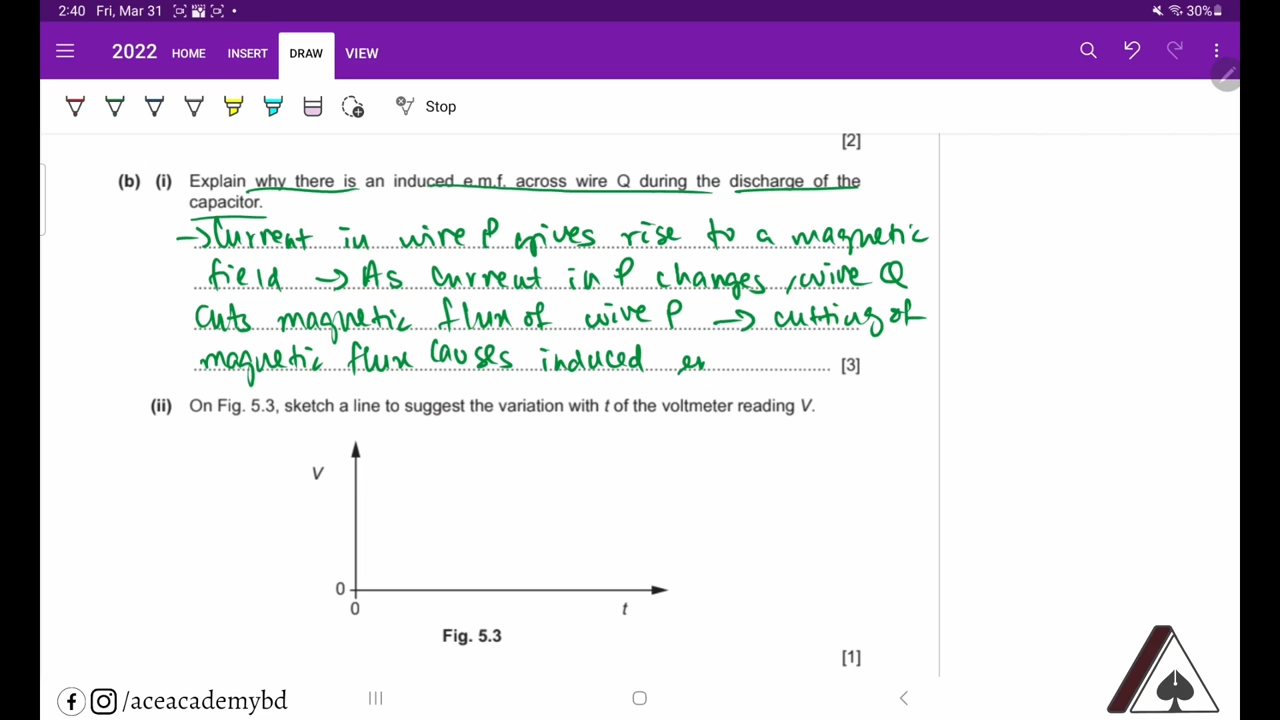 2:40 Fri, Mar 31 30%
2022 HOME INSERT DRAW VIEW
Stop
[2]
(b) (i) Explain why there is an induced e.m.f. across wire Q during the discharge of the
capacitor.
→ Current in wire P gives rise to a magnetic
field → As current in P changes, wire Q
cuts magnetic flux of wire P → cutting of
magnetic flux causes induced em [3]
(ii) On Fig. 5.3, sketch a line to suggest the variation with t of the voltmeter reading V.
V
0
0 t
Fig. 5.3
[1]
/aceacademybd